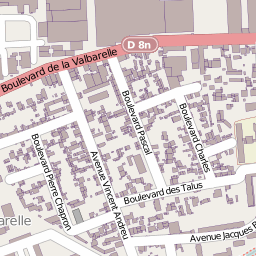 D 8n
Boulevard de la Valbarelle
Boulevard Pascal
Boulevard Charles
Boulevard Pierre Chapron
Avenue Vincent Andreu
Boulevard des Talus
arelle
Avenue Jacques B